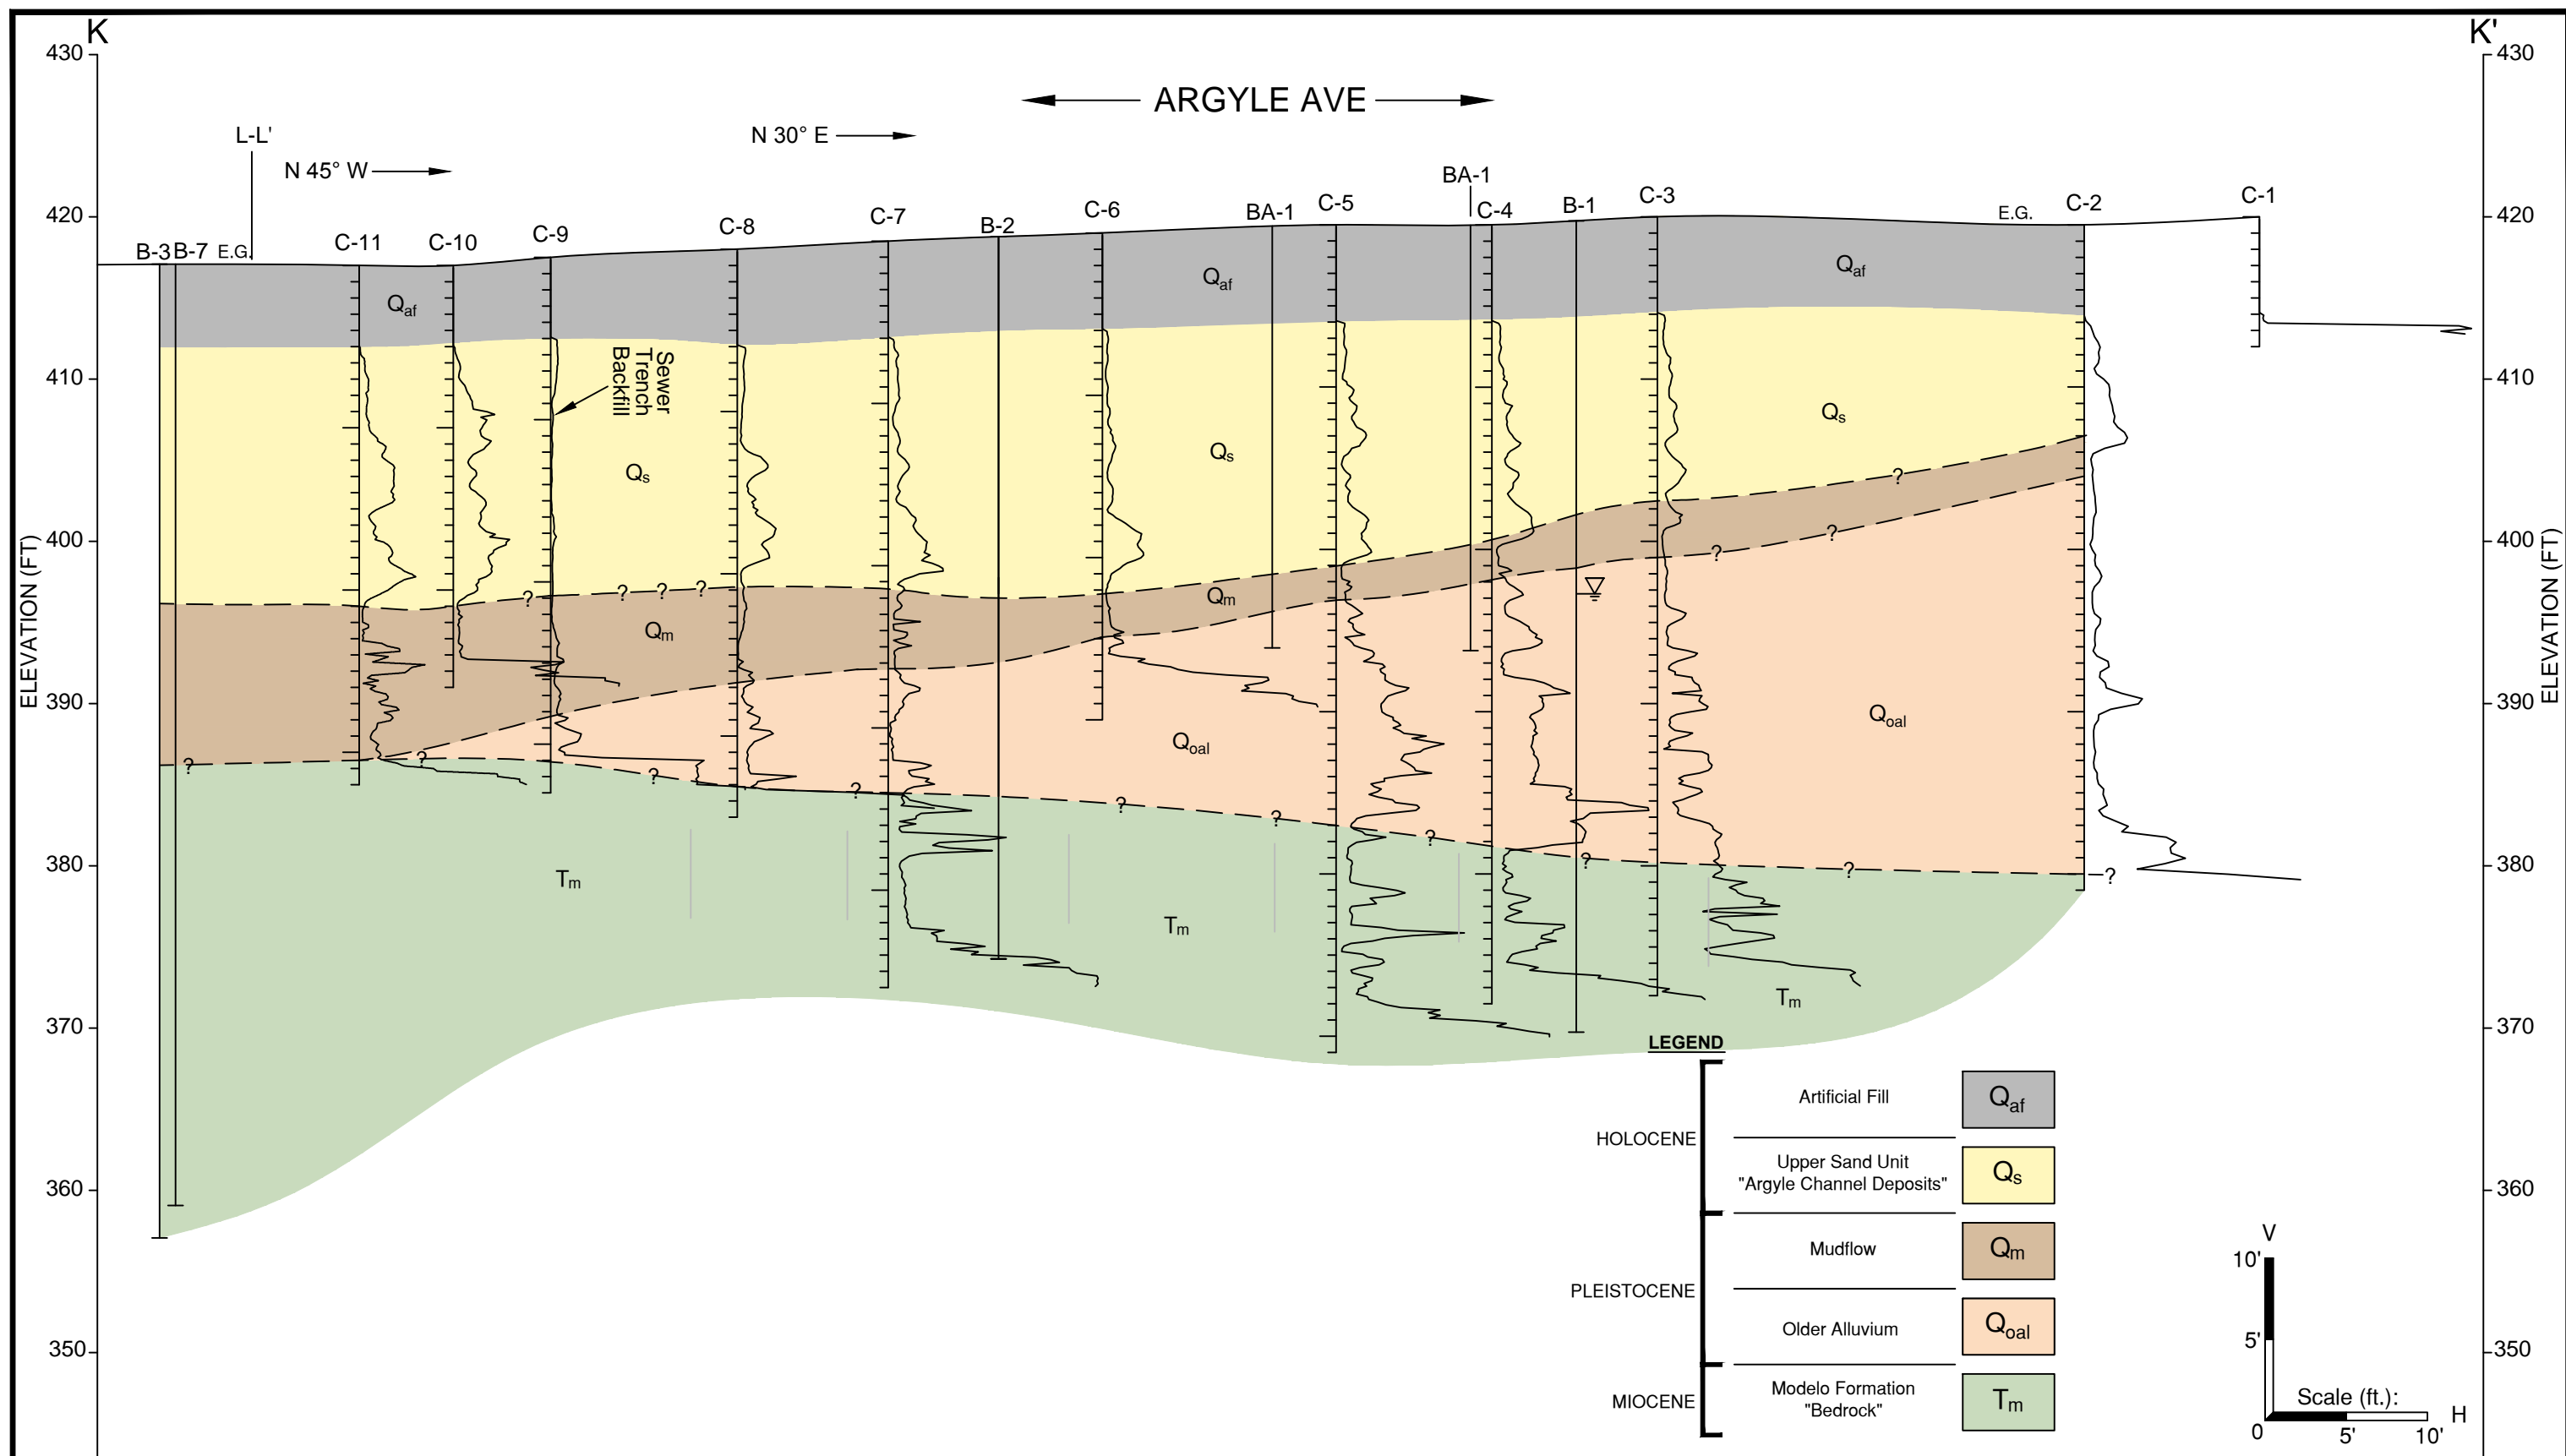 K
K'
430
430
ARGYLE AVE
L-L'
N 30° E
N 45° W
BA-1
C-3
C-1
420
C-8
C-7
B-2
C-6
BA-1
C-5
C-4
B-1
E.G.
C-2
420
B-3
B-7
E.G.
C-11
C-10
C-9
Qaf
Qaf
Qaf
Sewer
Trench
Backfill
410
410
Qs
Qs
Qs
?
?
?
400
400
ELEVATION (FT)
ELEVATION (FT)
?
?
?
?
?
Qm
Qm
390
390
Qoal
Qoal
?
?
?
?
?
?
?
?
?
?
380
380
Tm
Tm
Tm
370
370
LEGEND
HOLOCENE
Artificial Fill
Qaf
Upper Sand Unit
"Argyle Channel Deposits"
Qs
360
360
PLEISTOCENE
Mudflow
Qm
Older Alluvium
Qoal
350
350
MIOCENE
Modelo Formation
"Bedrock"
Tm
V
10'
5'
Scale (ft.):
H
0
5'
10'